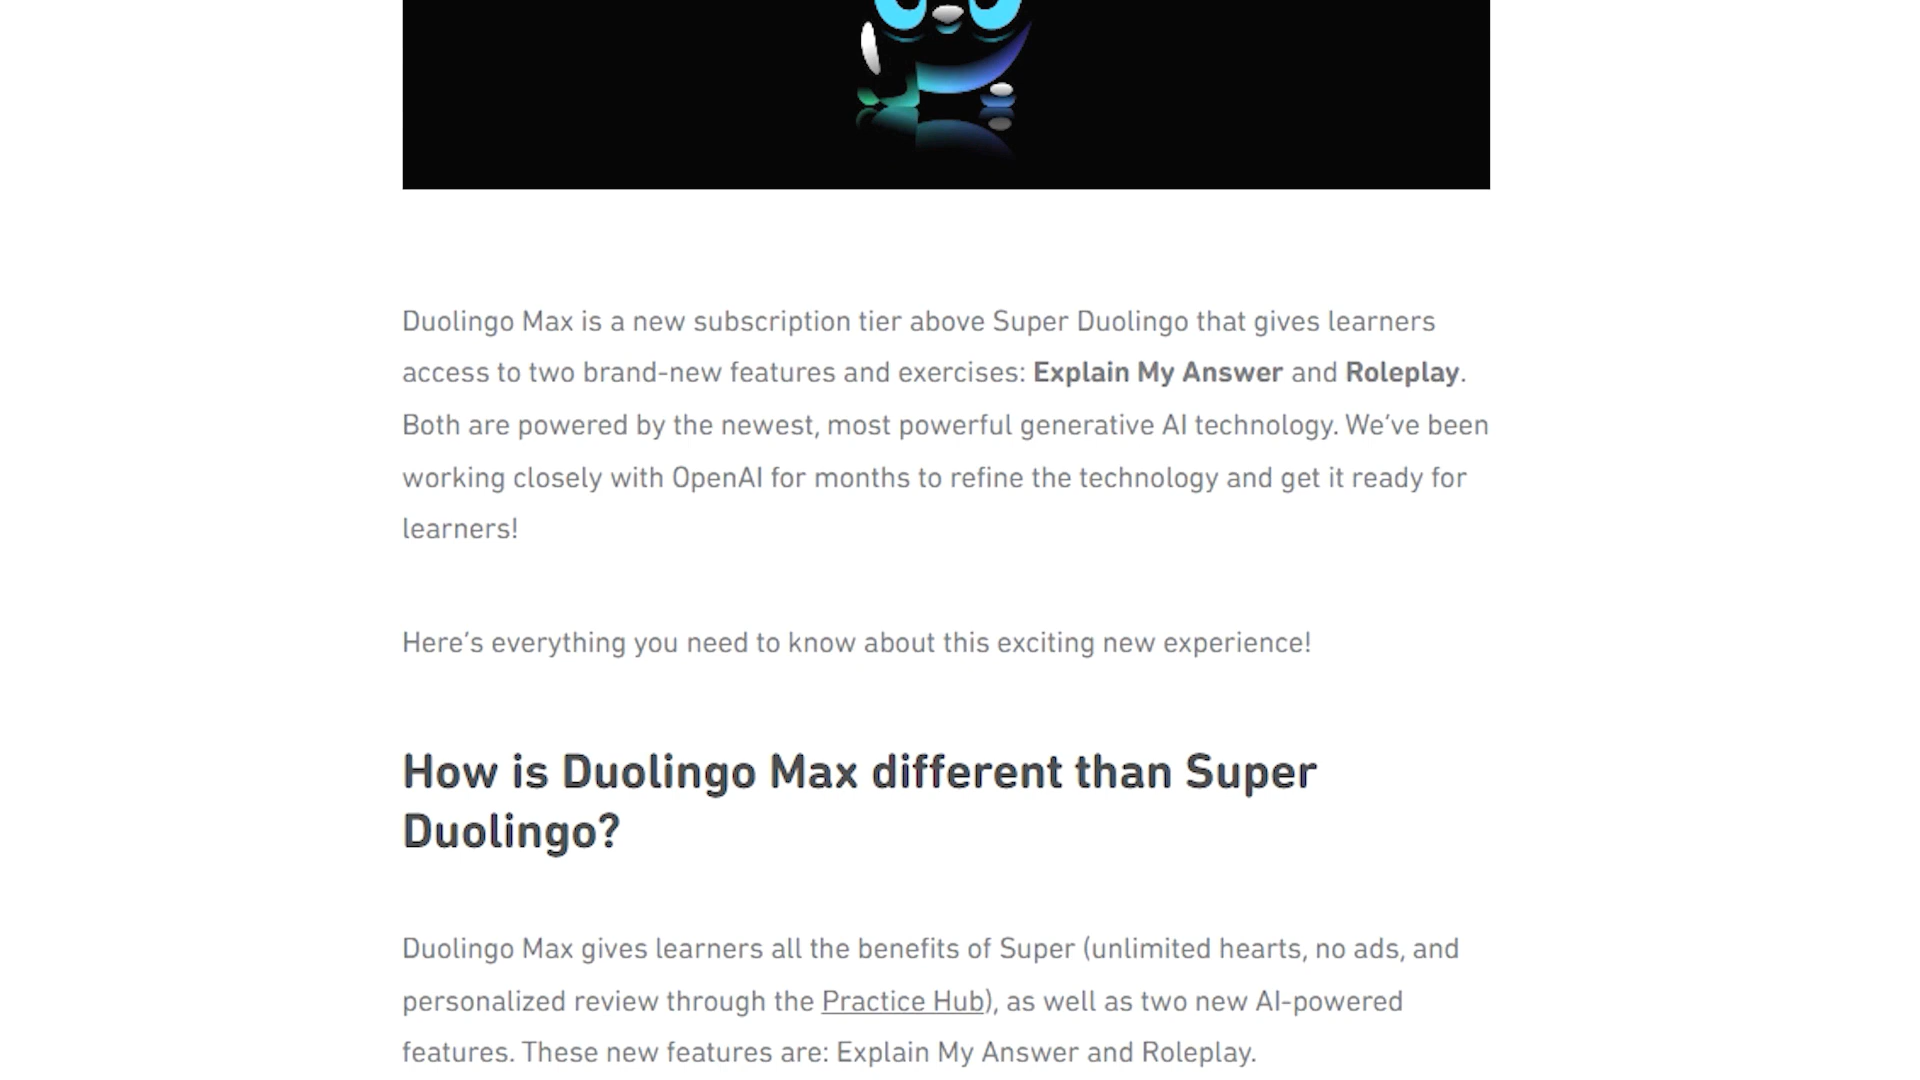 Duolingo Max is a new subscription tier above Super Duolingo that gives learners
access to two brand-new features and exercises: Explain My Answer and Roleplay.
Both are powered by the newest, most powerful generative AI technology. We’ve been
working closely with OpenAI for months to refine the technology and get it ready for
learners!
Here’s everything you need to know about this exciting new experience!
How is Duolingo Max different than Super
Duolingo?
Duolingo Max gives learners all the benefits of Super (unlimited hearts, no ads, and
personalized review through the Practice Hub), as well as two new AI-powered
features. These new features are: Explain My Answer and Roleplay.